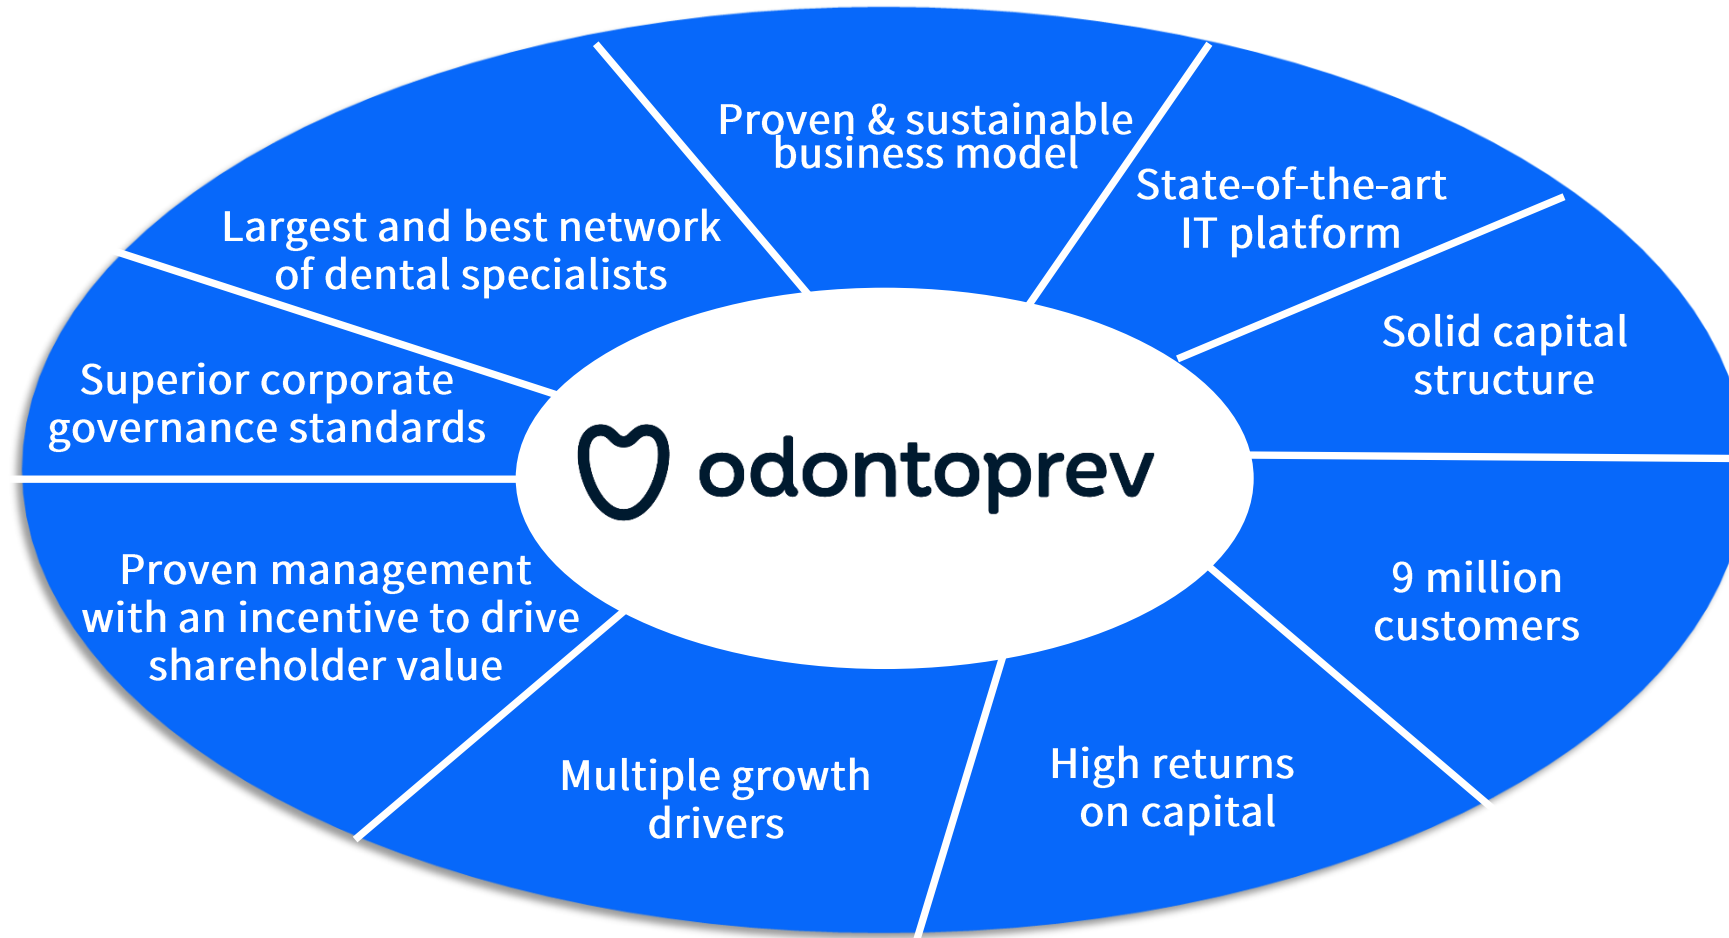 Proven & sustainable
business model
State-of-the-art
IT platform
Solid capital
structure
9 million
customers
High returns
on capital
Multiple growth
drivers
Proven management
with an incentive to drive
shareholder value
Superior corporate
governance standards
Largest and best network
of dental specialists
odontoprev